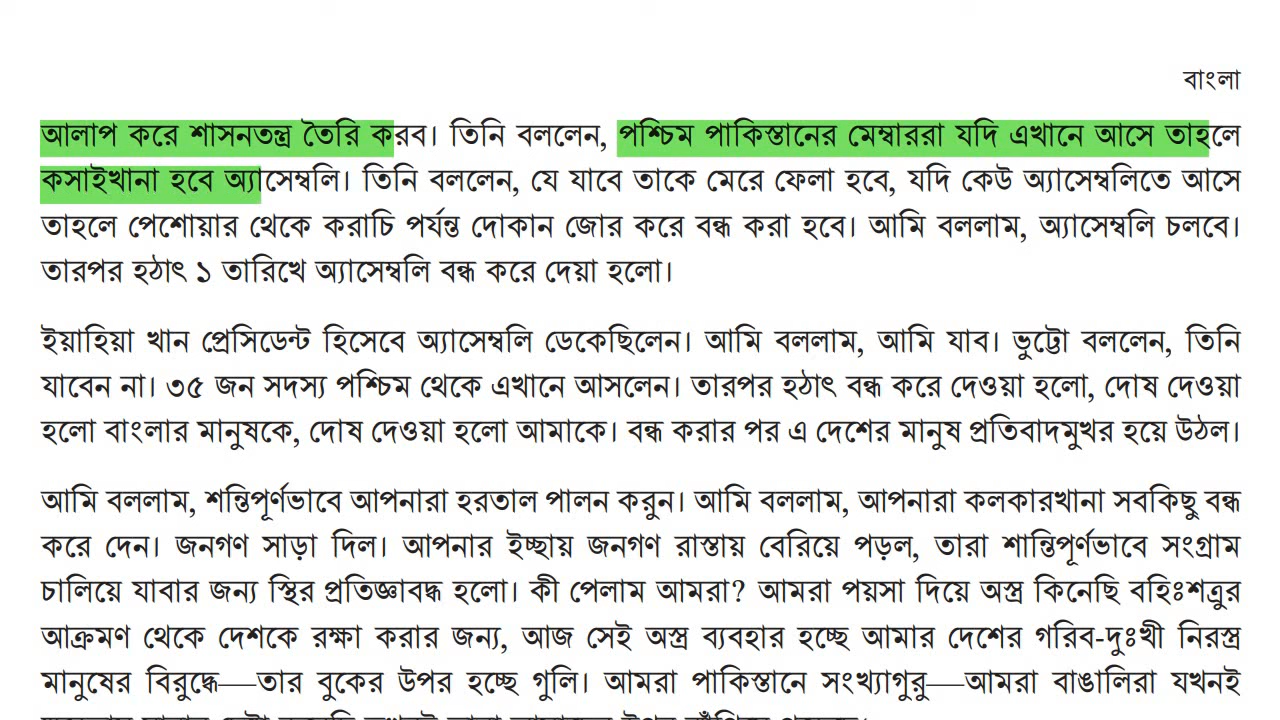 বাংলা
আলাপ করে শাসনতন্ত্র তৈরি করব। তিনি বললেন, পশ্চিম পাকিস্তানের মেম্বাররা যদি এখানে আসে তাহলে
কসাইখানা হবে অ্যাসেম্বলি। তিনি বললেন, যে যাবে তাকে মেরে ফেলা হবে, যদি কেউ অ্যাসেম্বলিতে আসে
তাহলে পেশোয়ার থেকে করাচি পর্যন্ত দোকান জোর করে বন্ধ করা হবে। আমি বললাম, অ্যাসেম্বলি চলবে।
তারপর হঠাৎ ১ তারিখে অ্যাসেম্বলি বন্ধ করে দেয়া হলো।
ইয়াহিয়া খান প্রেসিডেন্ট হিসেবে অ্যাসেম্বলি ডেকেছিলেন। আমি বললাম, আমি যাব। ভুট্টো বললেন, তিনি
যাবেন না। ৩৫ জন সদস্য পশ্চিম থেকে এখানে আসলেন। তারপর হঠাৎ বন্ধ করে দেওয়া হলো, দোষ দেওয়া
হলো বাংলার মানুষকে, দোষ দেওয়া হলো আমাকে। বন্ধ করার পর এ দেশের মানুষ প্রতিবাদমুখর হয়ে উঠল।
আমি বললাম, শন্তিপূর্ণভাবে আপনারা হরতাল পালন করুন। আমি বললাম, আপনারা কলকারখানা সবকিছু বন্ধ
করে দেন। জনগণ সাড়া দিল। আপনার ইচ্ছায় জনগণ রাস্তায় বেরিয়ে পড়ল, তারা শান্তিপূর্ণভাবে সংগ্রাম
চালিয়ে যাবার জন্য স্থির প্রতিজ্ঞাবদ্ধ হলো। কী পেলাম আমরা? আমরা পয়সা দিয়ে অস্ত্র কিনেছি বহিঃশত্রুর
আক্রমণ থেকে দেশকে রক্ষা করার জন্য, আজ সেই অস্ত্র ব্যবহার হচ্ছে আমার দেশের গরিব-দুঃখী নিরস্ত্র
মানুষের বিরুদ্ধে—তার বুকের উপর হচ্ছে গুলি। আমরা পাকিস্তানে সংখ্যাগুরু—আমরা বাঙালিরা যখনই